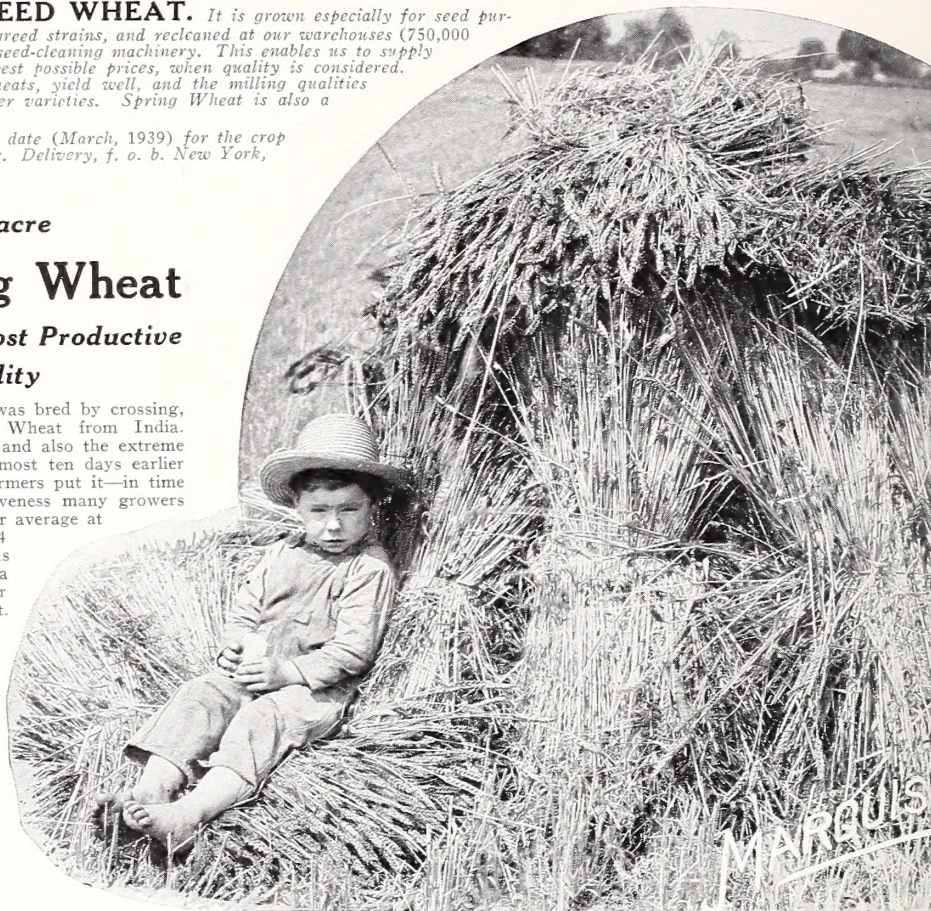 EED WHEAT. It is grown especially for seed pur-
greed strains, and recleaned at our warehouses (750,000
seed-cleaning machinery. This enables us to supply
est possible prices, when quality is considered.
heats, yield well, and the milling qualities
er varieties. Spring Wheat is also a
date (March, 1939) for the crop
. Delivery, f. o. b. New York,
acre
g Wheat
ost Productive
lity
was bred by crossing,
Wheat from India.
and also the extreme
most ten days earlier
rmers put it—in time
iveness many growers
r average at
4
s
a
r
t.
MARQUIS